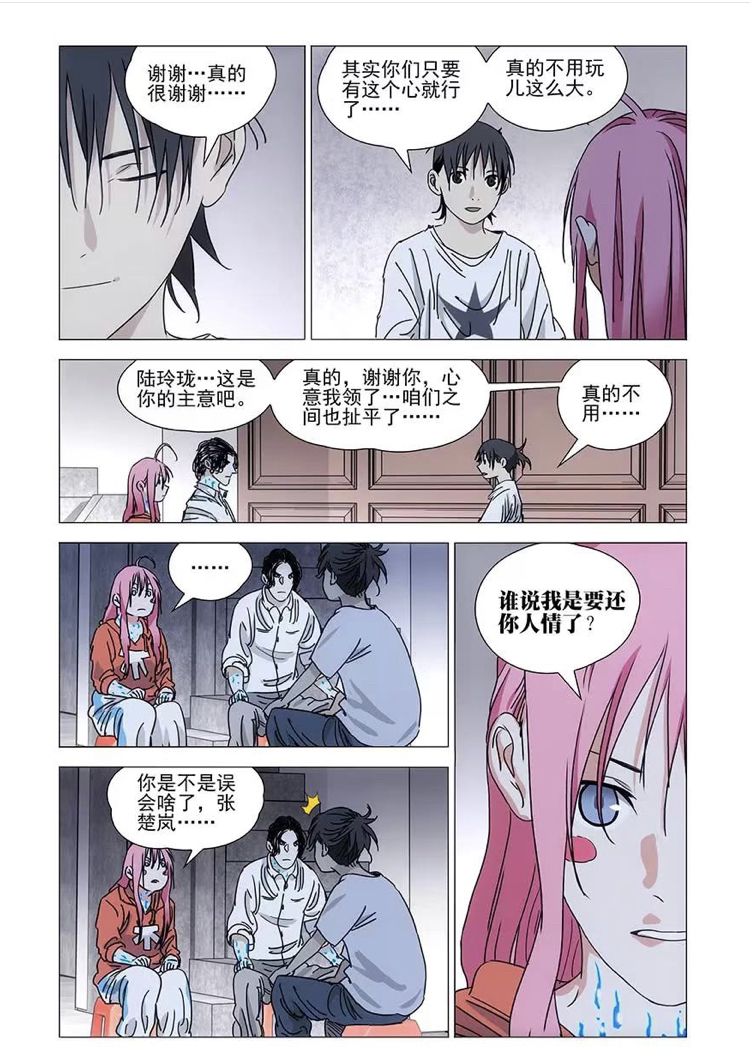 谢谢…真的
很谢谢……
其实你们只要
有这个心就行
了……
真的不用玩
儿这么大。
陆玲珑…这是
你的主意吧。
真的，谢谢你，心
意我领了…咱们之
间也扯平了……
真的不
用……
……
谁说我是要还
你人情了？
你是不是误
会啥了，张
楚岚……